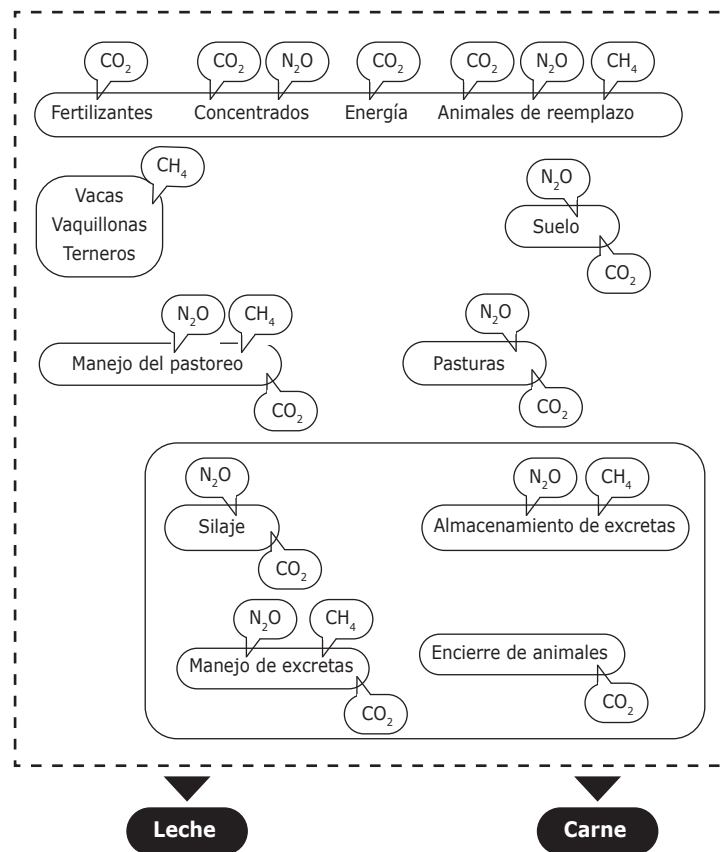 CO₂ CO₂ N₂O CO₂ CO₂ N₂O CH₄
Fertilizantes Concentrados Energía Animales de reemplazo
CH₄
Vacas
Vaquillonas
Terneros
N₂O
Suelo
CO₂
N₂O CH₄
Manejo del pastoreo
CO₂
N₂O
Pasturas
CO₂
N₂O
Silaje
CO₂
N₂O CH₄
Almacenamiento de excretas
N₂O CH₄
Manejo de excretas
CO₂
Encierre de animales
CO₂
Leche
Carne